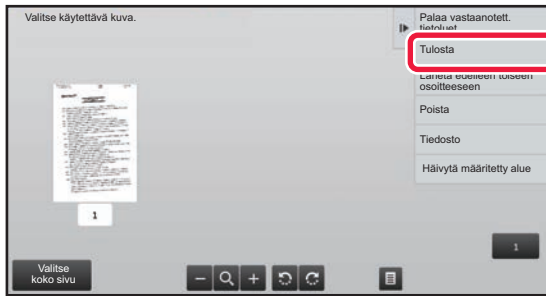 Valitse käytettävä kuva.
Palaa vastaanotett.
tietoluet.
Tulosta
Lähetä edelleen toiseen
osoitteeseen
Poista
Tiedosto
Häivytä määritetty alue
1
1
Valitse
koko sivu